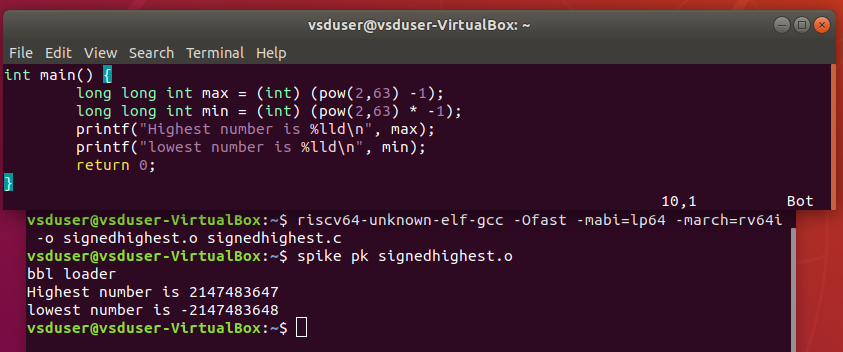 vsduser@vsduser-VirtualBox: ~
File Edit View Search Terminal Help
int main() {
        long long int max = (int) (pow(2,63) -1);
        long long int min = (int) (pow(2,63) * -1);
        printf("Highest number is %lld\n", max);
        printf("lowest number is %lld\n", min);
        return 0;
}
10,1 Bot
vsduser@vsduser-VirtualBox:~$ riscv64-unknown-elf-gcc -Ofast -mabi=lp64 -march=rv64i
 -o signedhighest.o signedhighest.c
vsduser@vsduser-VirtualBox:~$ spike pk signedhighest.o
bbl loader
Highest number is 2147483647
lowest number is -2147483648
vsduser@vsduser-VirtualBox:~$